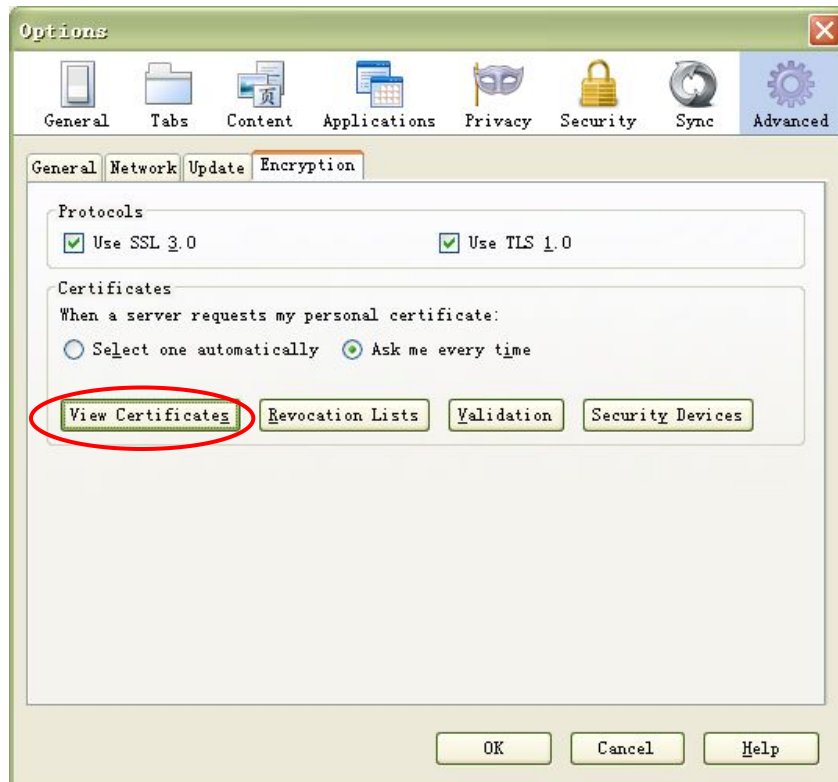 Options
General Tabs Content Applications Privacy Security Sync Advanced
General Network Update Encryption
Protocols
Use SSL 3.0 Use TLS 1.0
Certificates
When a server requests my personal certificate:
Select one automatically Ask me every time
View Certificates Revocation Lists Validation Security Devices
OK Cancel Help